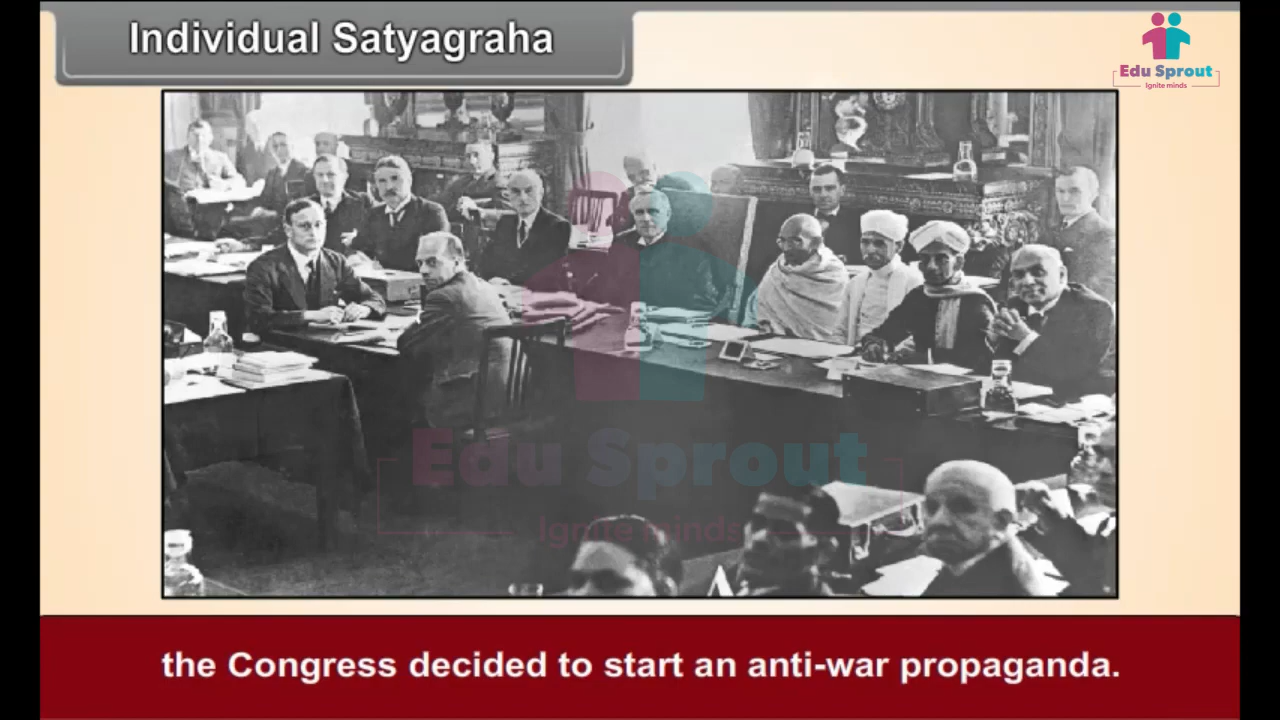 Individual Satyagraha
Edu Sprout
Ignite minds
Edu Sprout
Ignite minds
the Congress decided to start an anti-war propaganda.